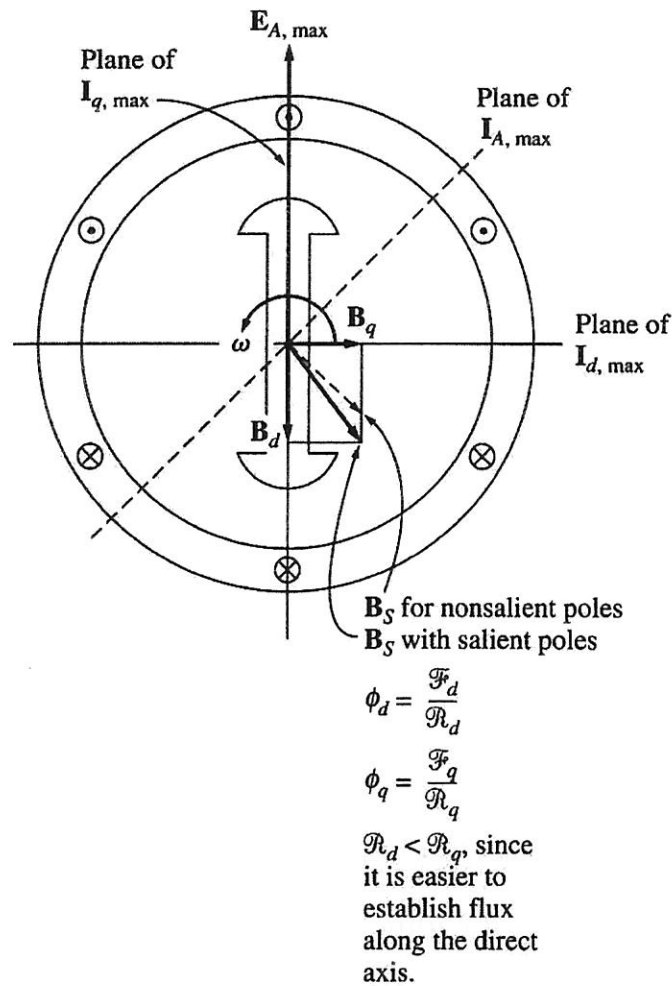 E_A, max
Plane of
I_q, max
Plane of
I_A, max
B_q
ω
Plane of
I_d, max
B_d
B_S for nonsalient poles
B_S with salient poles
ϕ_d = ℱ_d / ℛ_d
ϕ_q = ℱ_q / ℛ_q
ℛ_d < ℛ_q, since
it is easier to
establish flux
along the direct
axis.